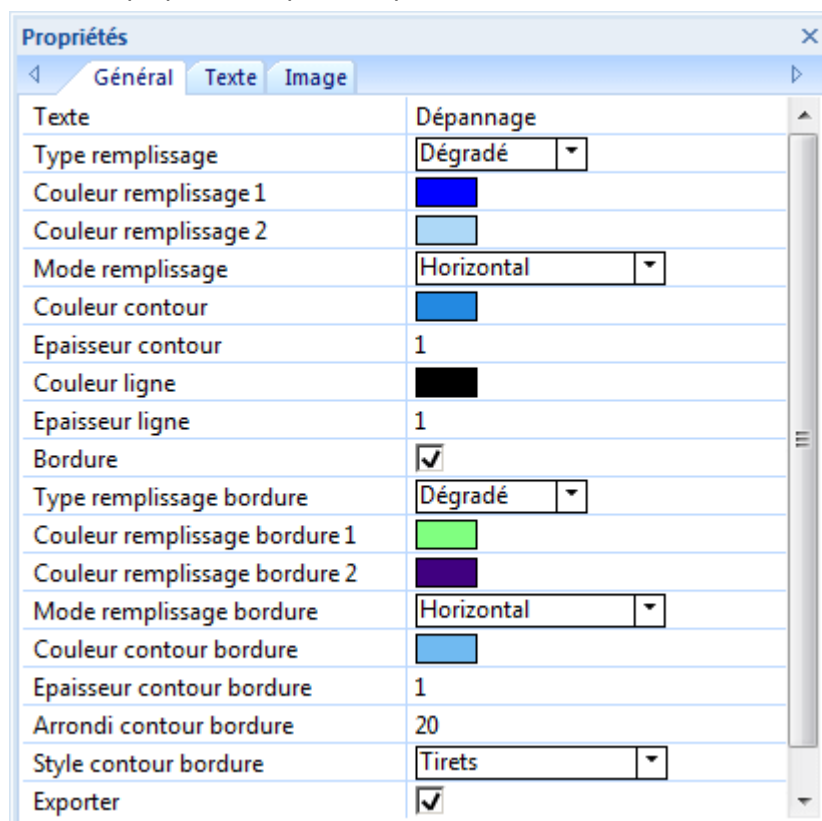 Propriétés
Général Texte Image
Texte Dépannage
Type remplissage Dégradé
Couleur remplissage 1
Couleur remplissage 2
Mode remplissage Horizontal
Couleur contour
Epaisseur contour 1
Couleur ligne
Epaisseur ligne 1
Bordure
Type remplissage bordure Dégradé
Couleur remplissage bordure 1
Couleur remplissage bordure 2
Mode remplissage bordure Horizontal
Couleur contour bordure
Epaisseur contour bordure 1
Arrondi contour bordure 20
Style contour bordure Tirets
Exporter